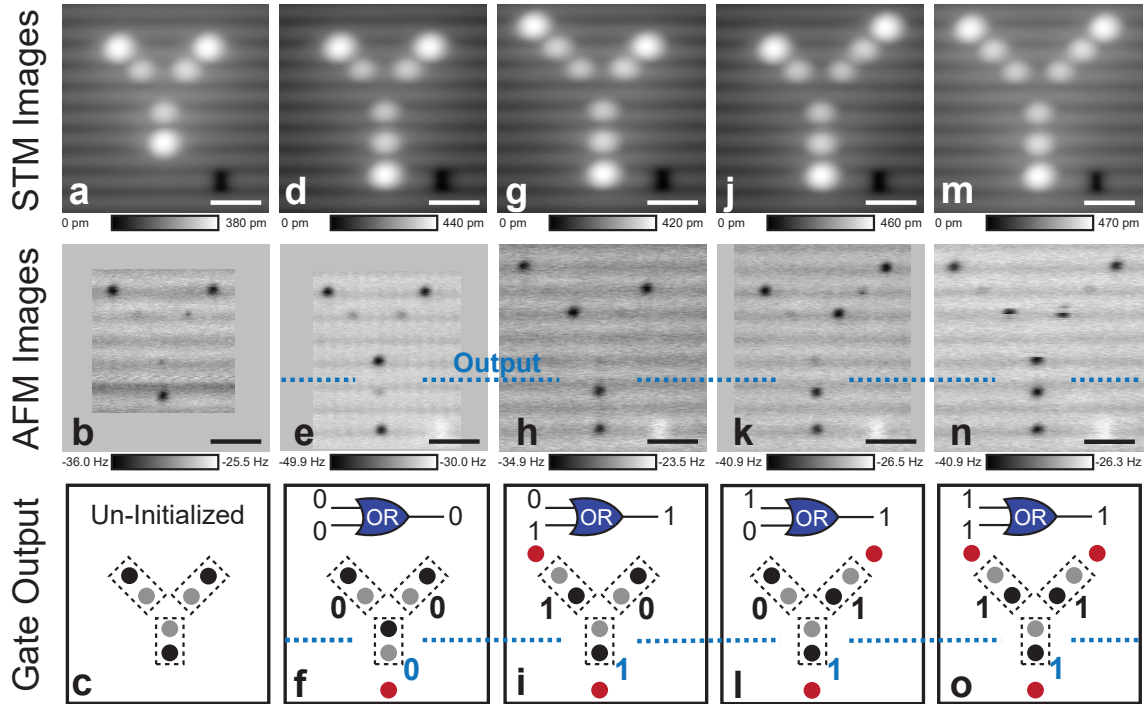 STM Images
a
d
g
j
m
0 pm 380 pm
0 pm 440 pm
0 pm 420 pm
0 pm 460 pm
0 pm 470 pm
AFM Images
Output
b
e
h
k
n
-36.0 Hz -25.5 Hz
-49.9 Hz -30.0 Hz
-34.9 Hz -23.5 Hz
-40.9 Hz -26.5 Hz
-40.9 Hz -26.3 Hz
Gate Output
Un-Initialized
c
0
OR 0
0
0 0
0
f
0
OR 1
1
1 0
1
i
1
OR 1
0
0 1
1
l
1
OR 1
1
1 1
1
o